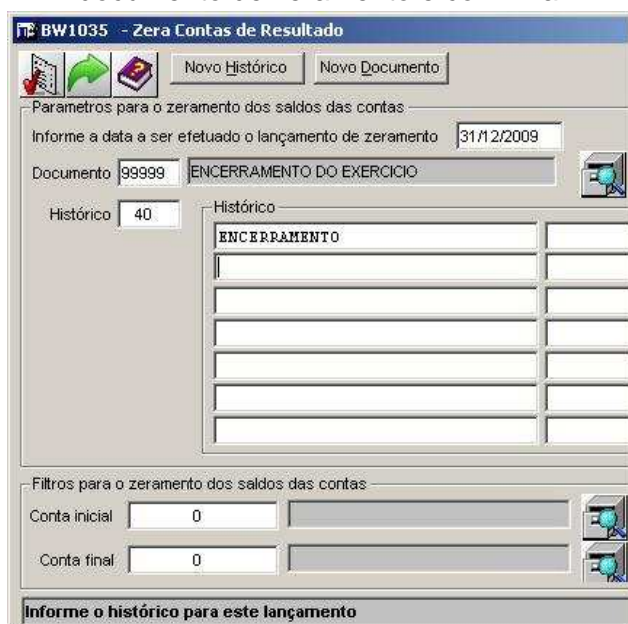 BW1035 - Zera Contas de Resultado
Novo Histórico Novo Documento
Parametros para o zeramento dos saldos das contas
Informe a data a ser efetuado o lançamento de zeramento 31/12/2009
Documento 99999 ENCERRAMENTO DO EXERCICIO
Histórico 40 Histórico
ENCERRAMENTO
Filtros para o zeramento dos saldos das contas
Conta inicial 0
Conta final 0
Informe o histórico para este lançamento